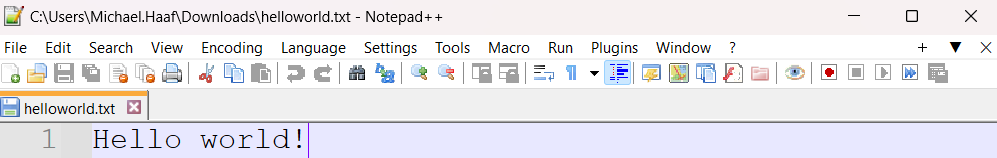 C:\Users\Michael.Haaf\Downloads\helloworld.txt - Notepad++
File Edit Search View Encoding Language Settings Tools Macro Run Plugins Window ?
helloworld.txt
1 Hello world!